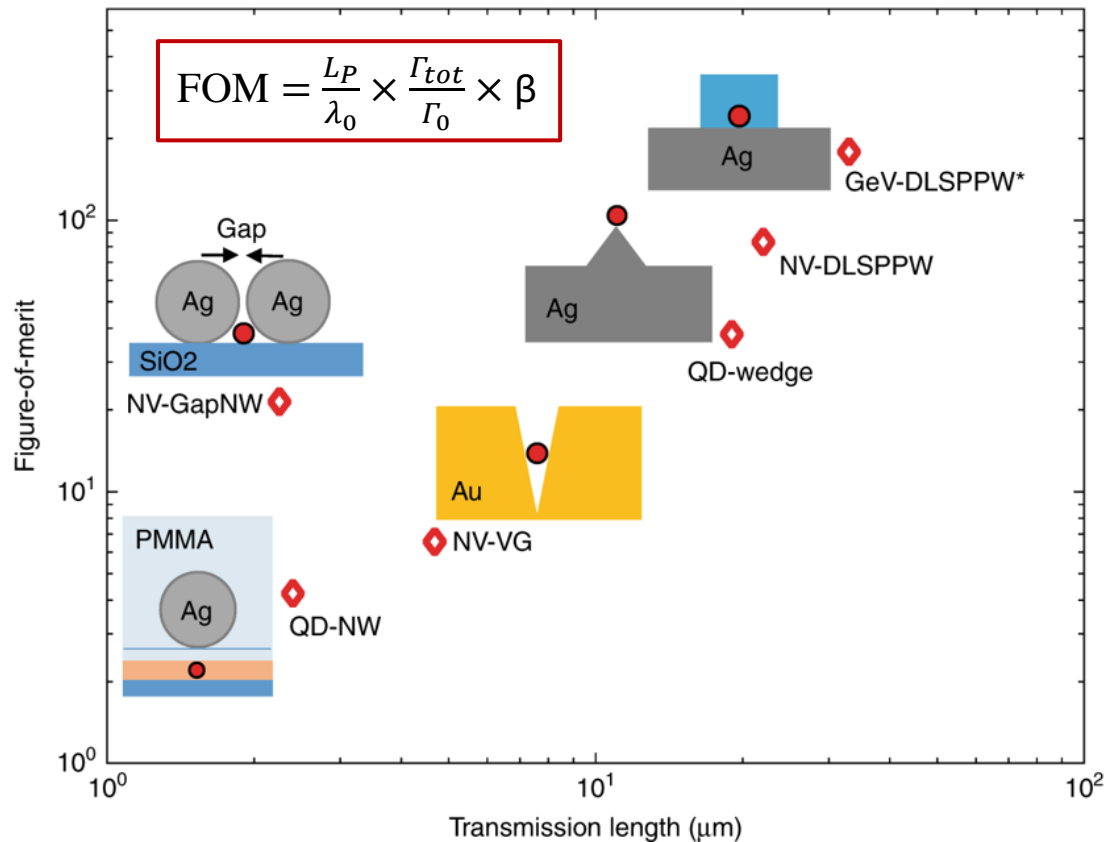 FOM = L_P/λ_0 × Γ_tot/Γ_0 × β
Figure-of-merit
10^2
10^1
10^0
Gap
Ag
Ag
SiO2
NV-GapNW
PMMA
Ag
QD-NW
Au
NV-VG
Ag
QD-wedge
NV-DLSPPW
Ag
GeV-DLSPPW*
10^0
10^1
10^2
Transmission length (μm)